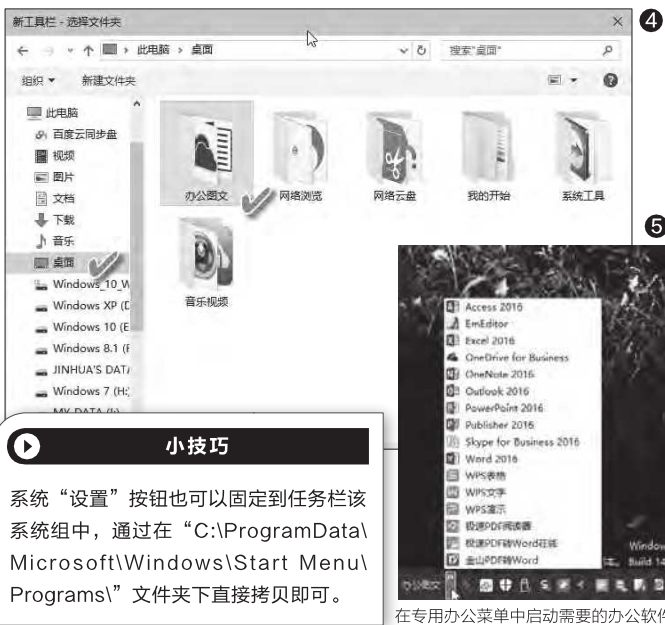 新工具栏 - 选择文件夹
4
此电脑 › 桌面
搜索"桌面"
组织
新建文件夹
此电脑
百度云同步盘
视频
图片
文档
下载
音乐
桌面
Windows_10_W
Windows XP (D
Windows 10 (E
Windows 8.1 (F
JINHUA'S DATA
Windows 7 (H:)
MY DATA (I:)
办公图文
网络浏览
网络云盘
我的开始
系统工具
音乐视频
5
Access 2016
EmEditor
Excel 2016
OneDrive for Business
OneNote 2016
Outlook 2016
PowerPoint 2016
Publisher 2016
Skype for Business 2016
Word 2016
WPS表格
WPS文字
WPS演示
极速PDF阅读器
极速PDF转Word在线
金山PDF转Word
Window
Build 14
办公图文
小技巧
系统“设置”按钮也可以固定到任务栏该
系统组中，通过在“C:\ProgramData\
Microsoft\Windows\Start Menu\
Programs\”文件夹下直接拷贝即可。
在专用办公菜单中启动需要的办公软件